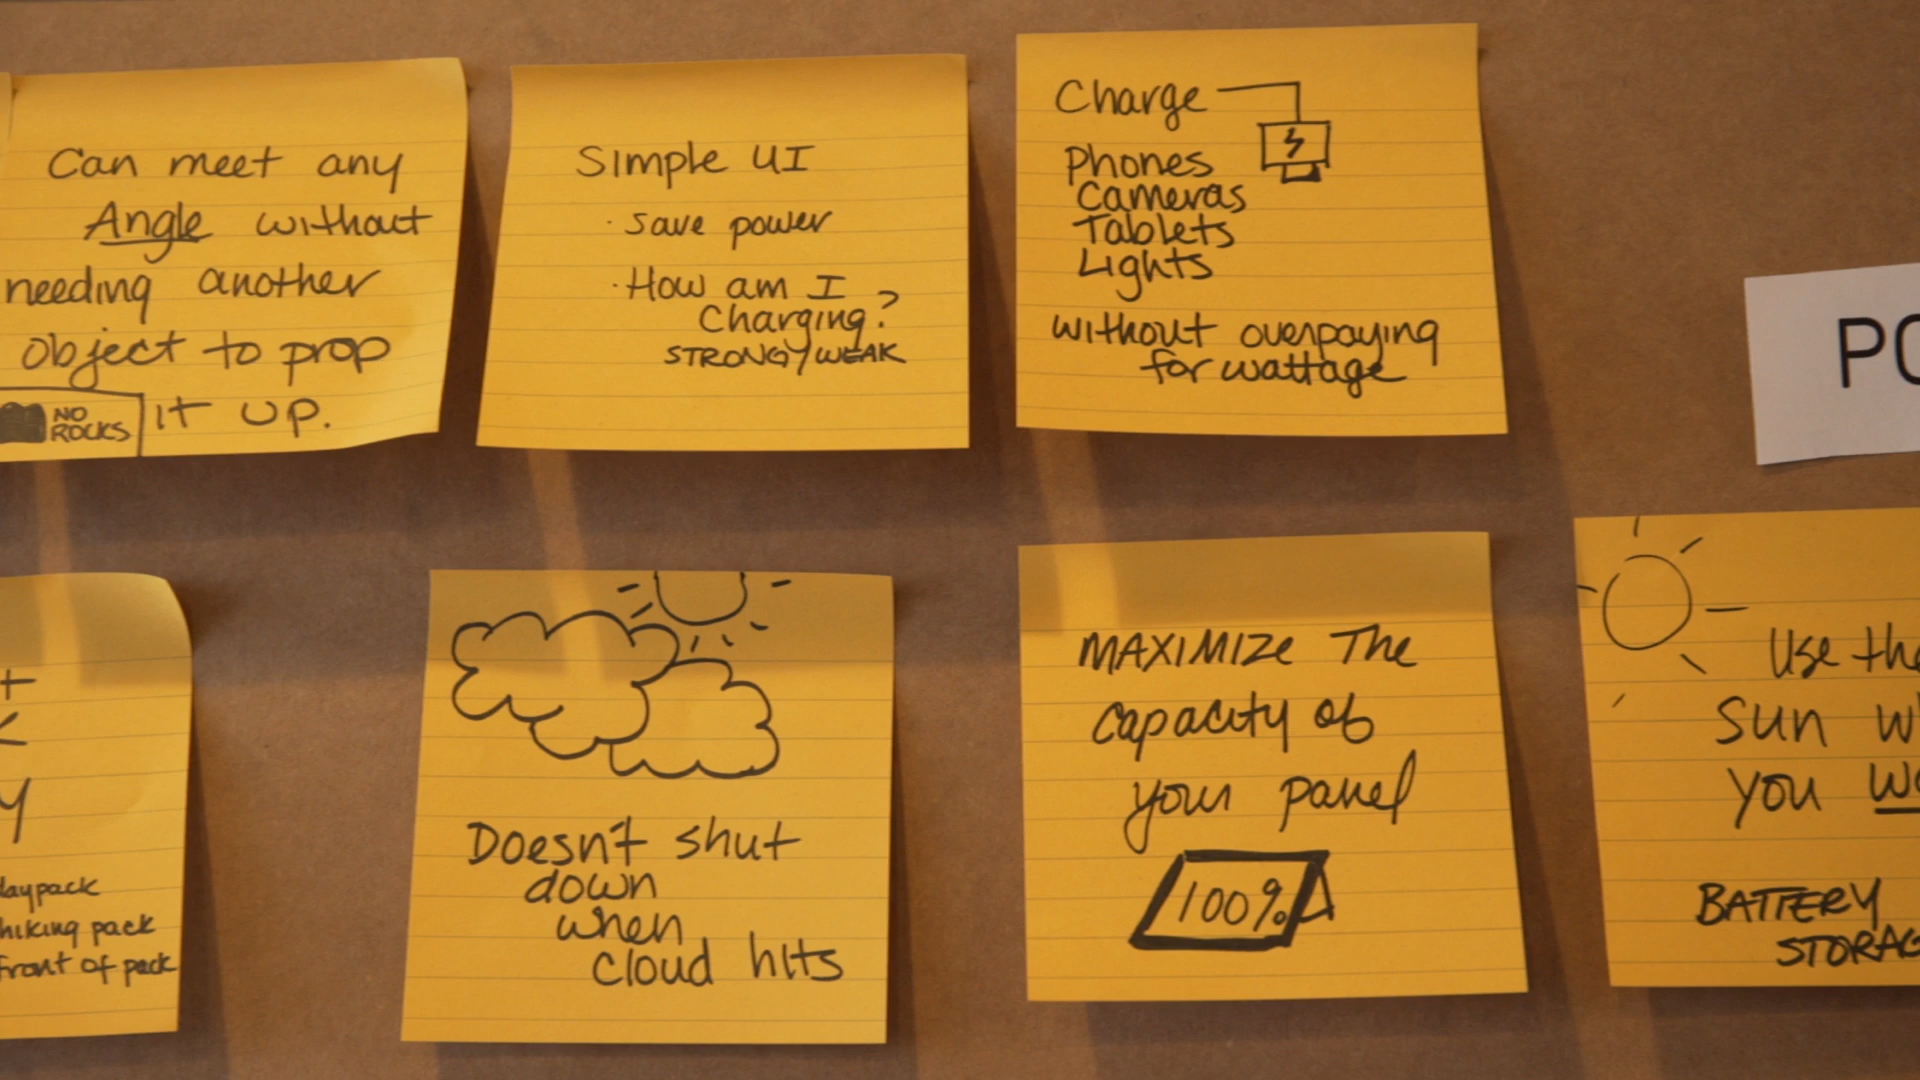 Can meet any
Angle without
needing another
object to prop
it up.
NO
ROCKS
Simple UI
· save power
· How am I
Charging?
STRONG/WEAK
Charge
Phones
Cameras
Tablets
Lights
without overpaying
for wattage
daypack
hiking pack
front of pack
Doesn't shut
down
when
cloud hits
MAXIMIZE The
capacity of
your panel
100%
Use the
Sun
you
BATTERY